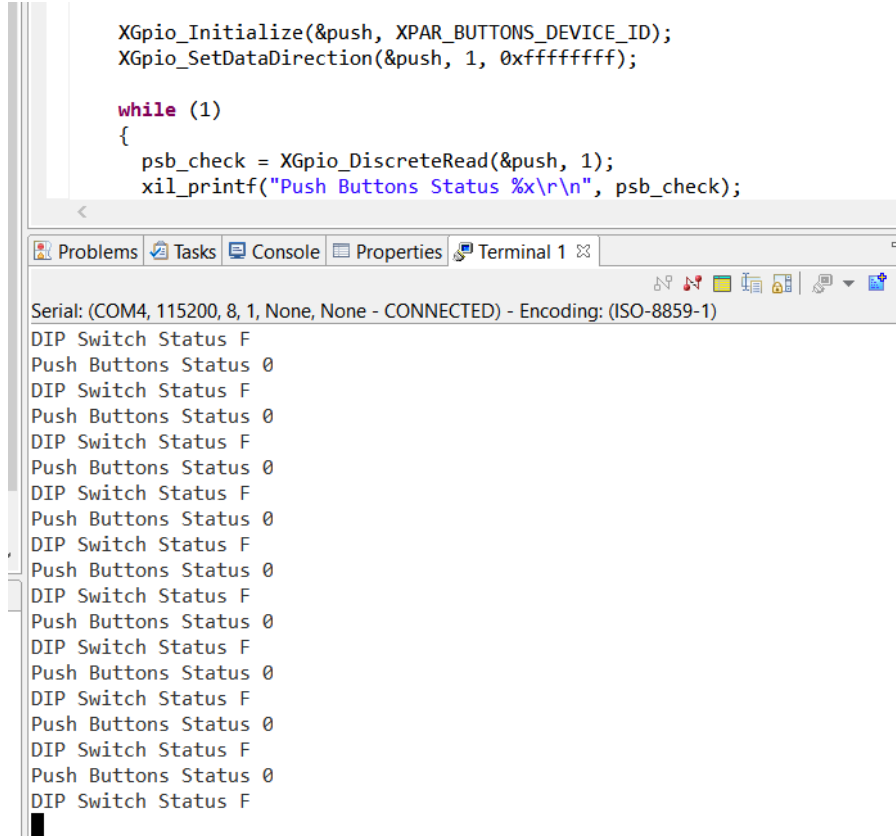 XGpio_Initialize(&push, XPAR_BUTTONS_DEVICE_ID);
XGpio_SetDataDirection(&push, 1, 0xffffffff);
while (1)
{
psb_check = XGpio_DiscreteRead(&push, 1);
xil_printf("Push Buttons Status %x\r\n", psb_check);
Problems Tasks Console Properties Terminal 1
Serial: (COM4, 115200, 8, 1, None, None - CONNECTED) - Encoding: (ISO-8859-1)
DIP Switch Status F
Push Buttons Status 0
DIP Switch Status F
Push Buttons Status 0
DIP Switch Status F
Push Buttons Status 0
DIP Switch Status F
Push Buttons Status 0
DIP Switch Status F
Push Buttons Status 0
DIP Switch Status F
Push Buttons Status 0
DIP Switch Status F
Push Buttons Status 0
DIP Switch Status F
Push Buttons Status 0
DIP Switch Status F
Push Buttons Status 0
DIP Switch Status F